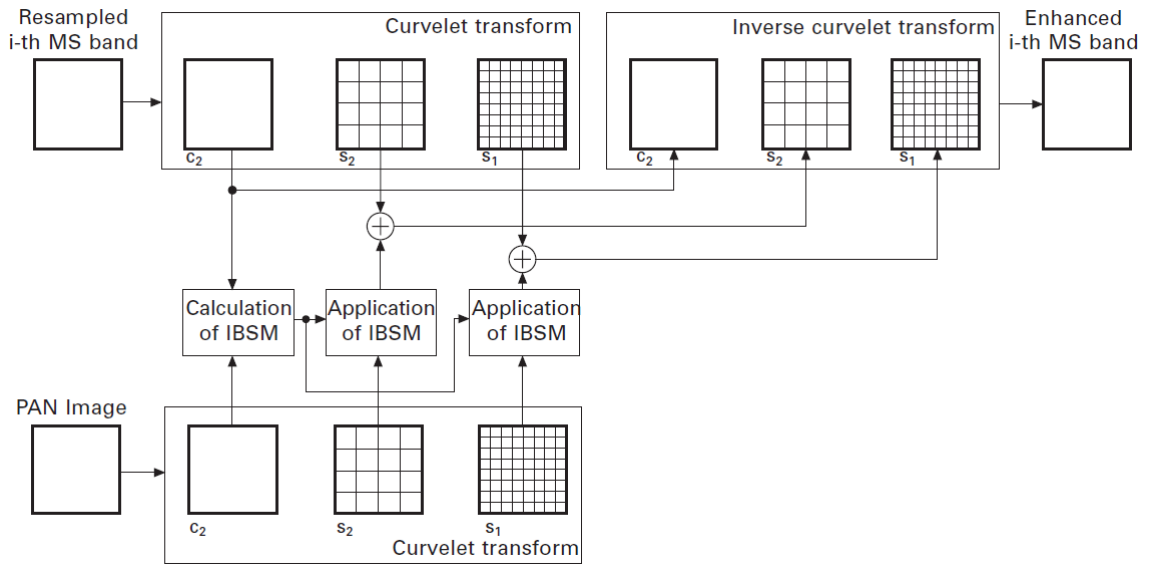 Resampled
i-th MS band
Curvelet transform
c2
s2
s1
Inverse curvelet transform
c2
s2
s1
Enhanced
i-th MS band
Calculation
of IBSM
Application
of IBSM
Application
of IBSM
PAN Image
c2
s2
s1
Curvelet transform